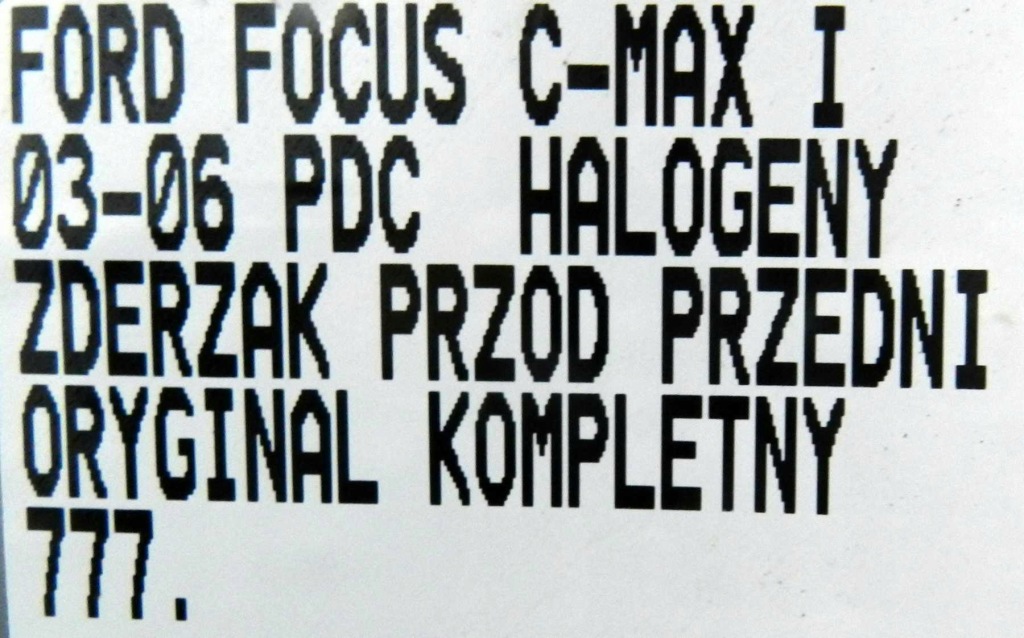 FORD FOCUS C-MAX I
03-06 PDC HALOGENY
ZDERZAK PRZOD PRZEDNI
ORYGINAL KOMPLETNY
777.